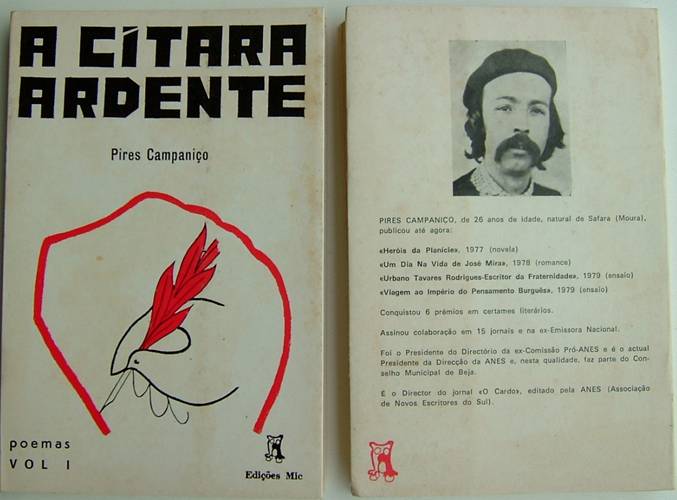 A CÍTARA
ARDENTE
Pires Campaniço
poemas
VOL I
Edições Mic
PIRES CAMPANIÇO, de 26 anos de idade, natural de Safara (Moura),
publicou até agora:
«Heróis da Planície», 1977 (novela)
«Um Dia Na Vida de José Mira», 1978 (romance)
«Urbano Tavares Rodrigues-Escritor da Fraternidade», 1979 (ensaio)
«Viagem ao Império do Pensamento Burguês», 1979 (ensaio)
Conquistou 6 prémios em certames literários.
Assinou colaboração em 15 jornais e na ex-Emissora Nacional.
Foi o Presidente do Directório da ex-Comissão Pró-ANES e é o actual
Presidente da Direcção da ANES e, nesta qualidade, faz parte do Con-
selho Municipal de Beja.
É o Director do jornal «O Cardo», editado pela ANES (Associação
de Novos Escritores do Sul).